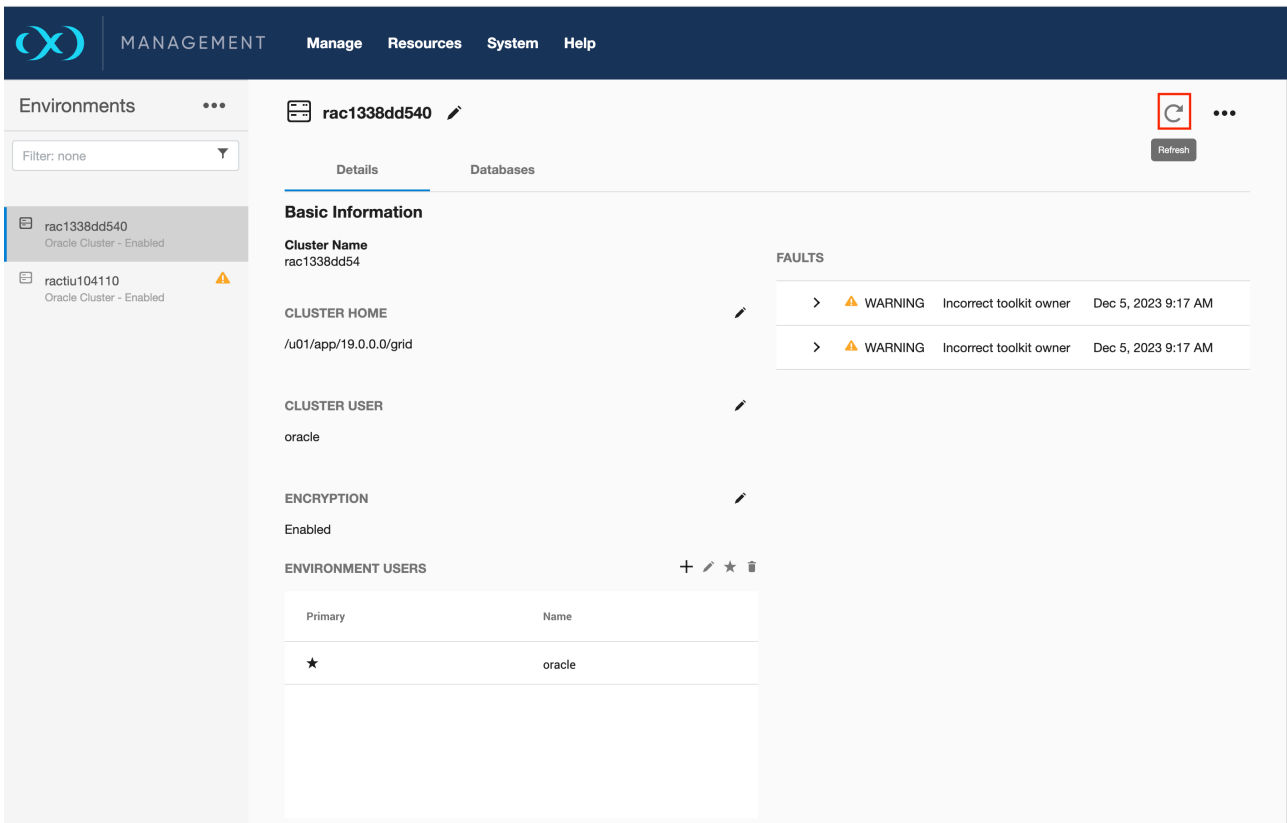 MANAGEMENT Manage Resources System Help
Environments
Filter: none
rac1338dd540
Oracle Cluster - Enabled
ractiu104110
Oracle Cluster - Enabled
rac1338dd540
Refresh
Details Databases
Basic Information
Cluster Name
rac1338dd54
CLUSTER HOME
/u01/app/19.0.0.0/grid
CLUSTER USER
oracle
ENCRYPTION
Enabled
ENVIRONMENT USERS
Primary Name
oracle
FAULTS
WARNING Incorrect toolkit owner Dec 5, 2023 9:17 AM
WARNING Incorrect toolkit owner Dec 5, 2023 9:17 AM